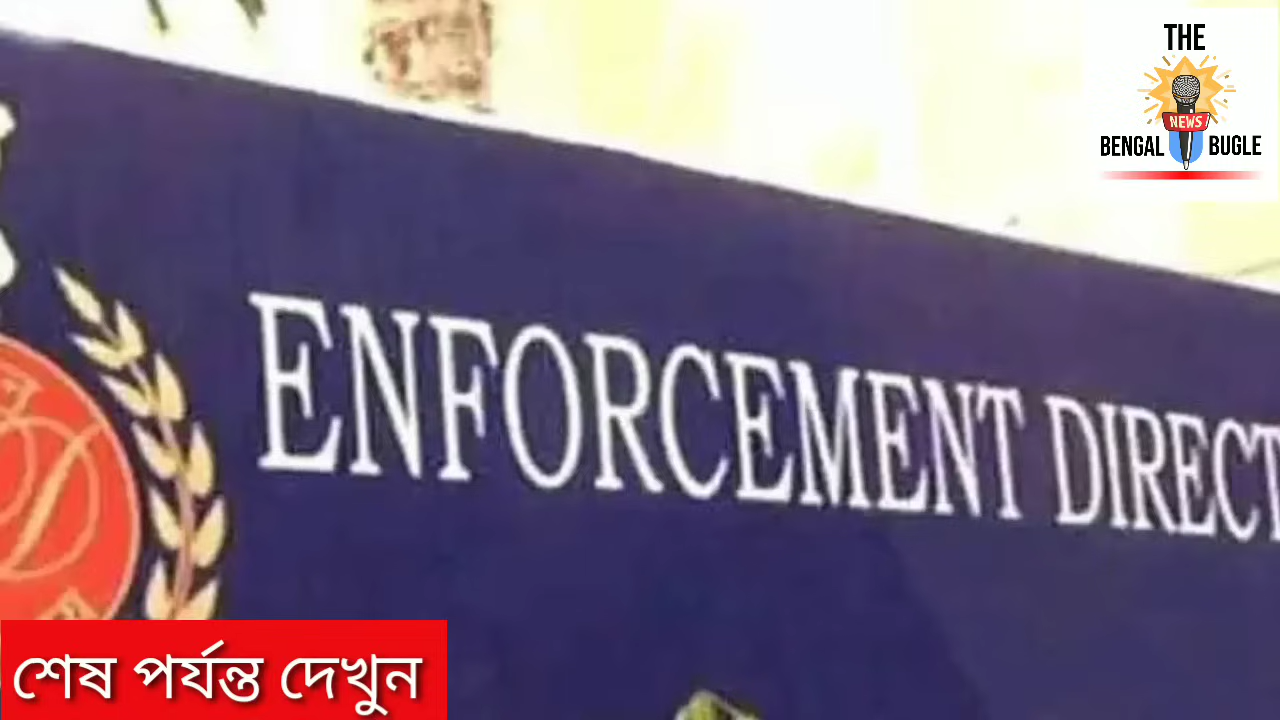 THE
NEWS
BENGAL BUGLE
ENFORCEMENT DIRECT
শেষ পর্যন্ত দেখুন